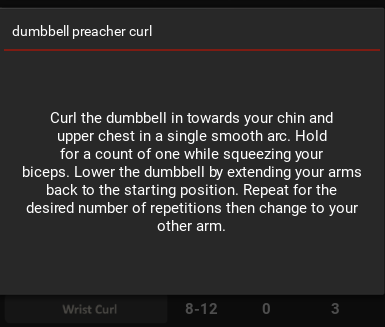 dumbbell preacher curl
Curl the dumbbell in towards your chin and
upper chest in a single smooth arc. Hold
for a count of one while squeezing your
biceps. Lower the dumbbell by extending your arms
back to the starting position. Repeat for the
desired number of repetitions then change to your
other arm.
Wrist Curl 8-12 0 3